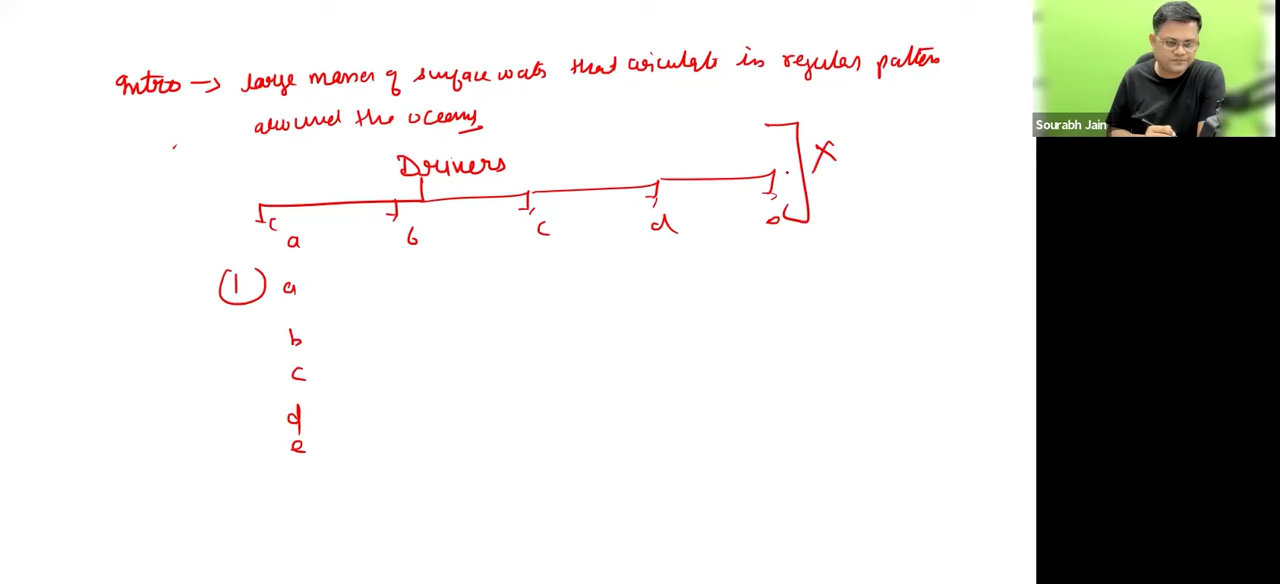 Intro → large masses of surface water that circulate in regular pattern
around the oceans
Sourabh Jain
X
Drivers
a b c d e
① a
b
c
d
e